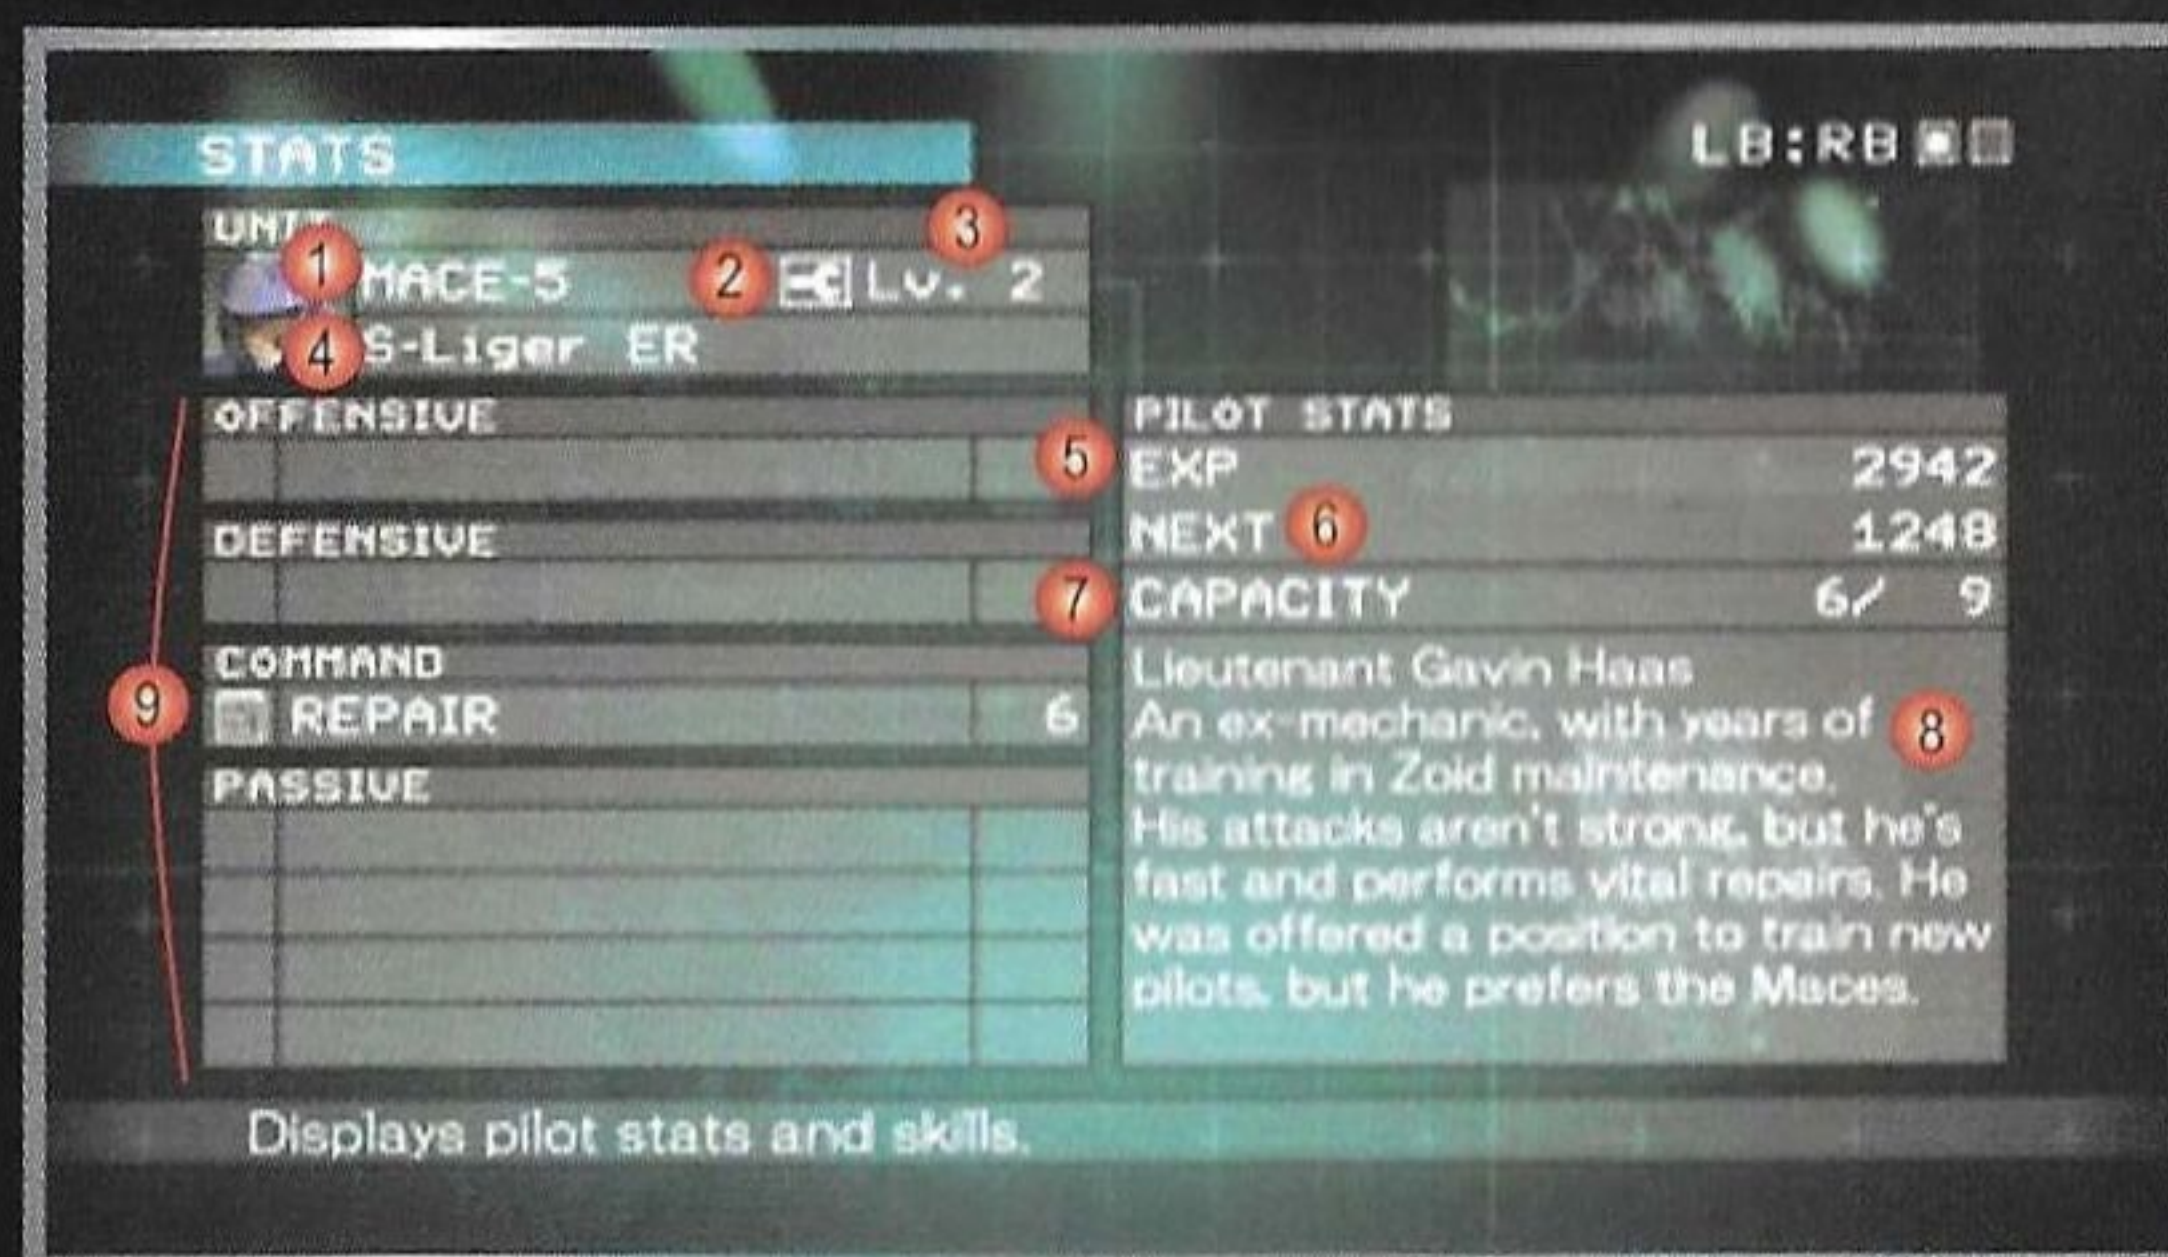 STATS
LB:RB
UNIT
3
1 MACE-5 2 Lv. 2
4 S-Liger ER
OFFENSIVE
PILOT STATS
5 EXP 2942
NEXT 6 1248
DEFENSIVE
7 CAPACITY 6/ 9
COMMAND
9 REPAIR 6
PASSIVE
Lieutenant Gavin Haas
An ex-mechanic, with years of 8
training in Zoid maintenance.
His attacks aren't strong, but he's
fast and performs vital repairs. He
was offered a position to train new
pilots, but he prefers the Maces.
Displays pilot stats and skills.